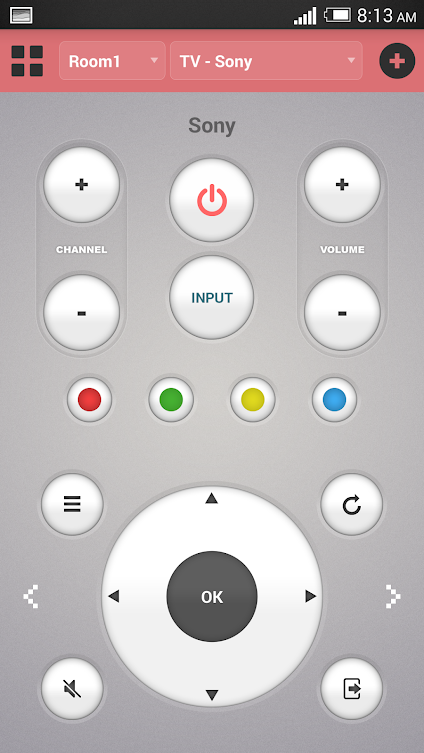 8:13 AM
Room1
TV - Sony
Sony
CHANNEL
INPUT
VOLUME
OK